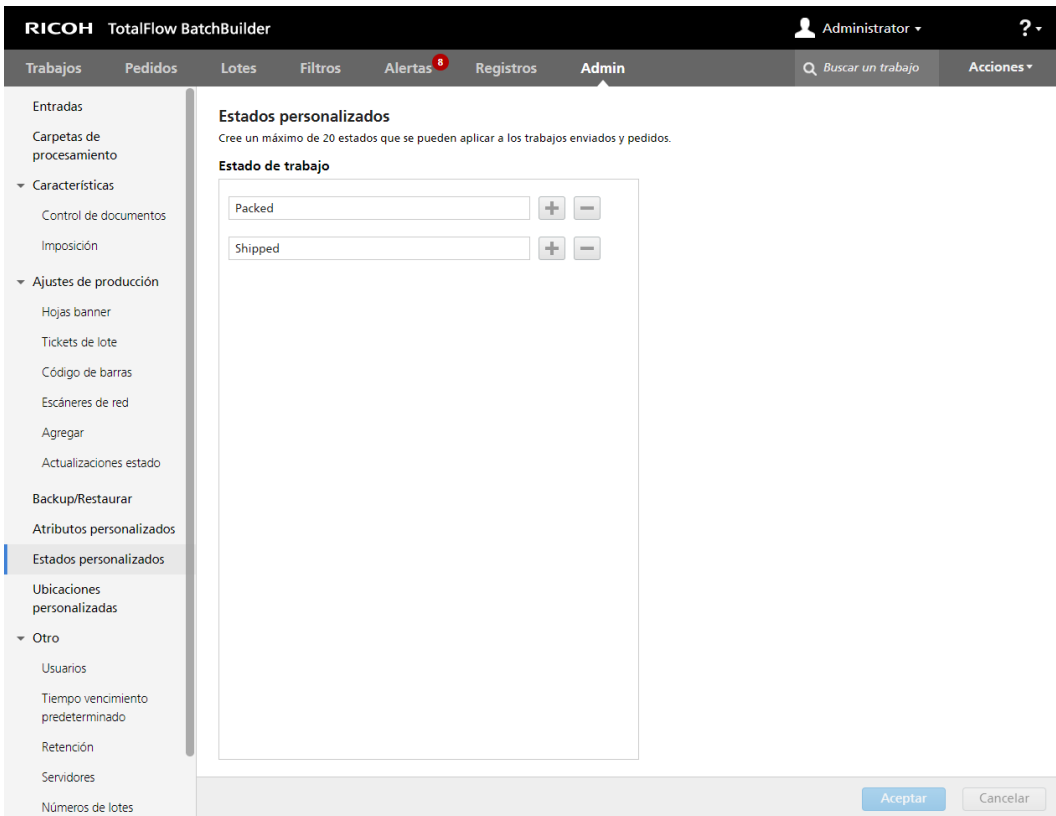 RICOH TotalFlow BatchBuilder
Administrator
?
Trabajos Pedidos Lotes Filtros Alertas 8 Registros Admin
Buscar un trabajo
Acciones
Entradas
Carpetas de
procesamiento
Características
Control de documentos
Imposición
Ajustes de producción
Hojas banner
Tickets de lote
Código de barras
Escáneres de red
Agregar
Actualizaciones estado
Backup/Restaurar
Atributos personalizados
Estados personalizados
Ubicaciones
personalizadas
Otro
Usuarios
Tiempo vencimiento
predeterminado
Retención
Servidores
Números de lotes
Estados personalizados
Cree un máximo de 20 estados que se pueden aplicar a los trabajos enviados y pedidos.
Estado de trabajo
Packed
Shipped
Aceptar
Cancelar